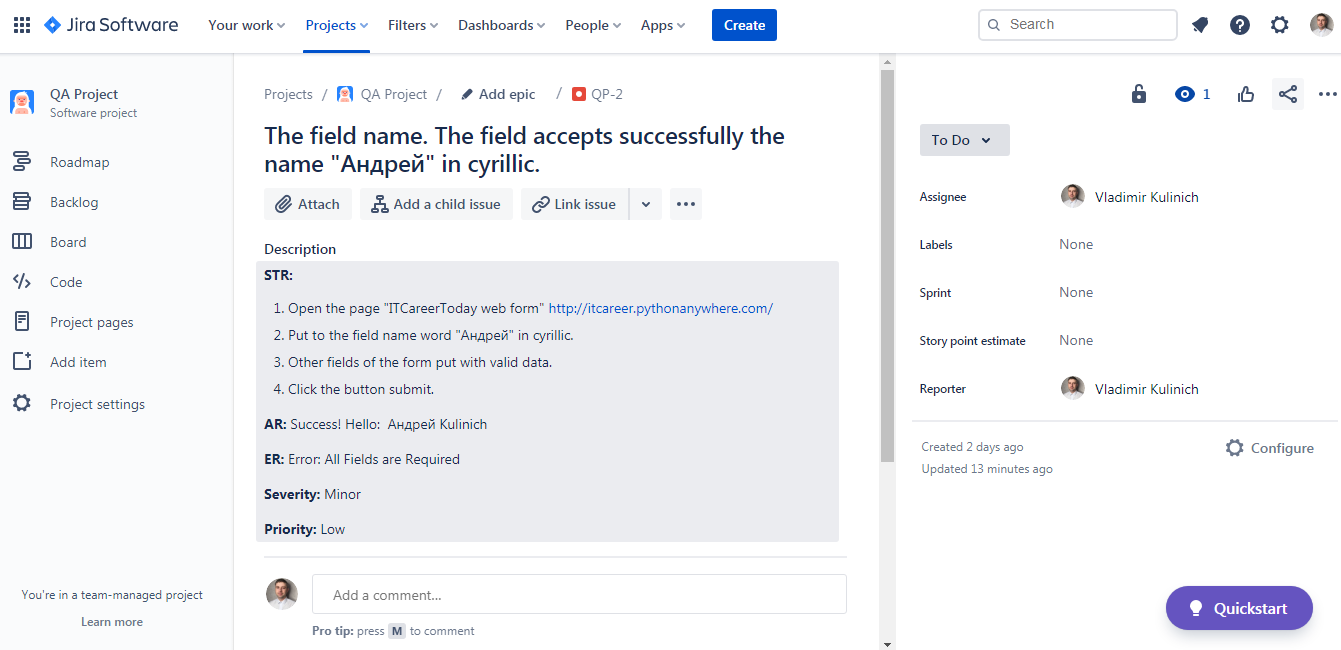 Jira Software Your work Projects Filters Dashboards People Apps Create Search
QA Project
Software project
Roadmap
Backlog
Board
Code
Project pages
Add item
Project settings
You're in a team-managed project
Learn more
Projects / QA Project / Add epic / QP-2
The field name. The field accepts successfully the
name "Андрей" in cyrillic.
Attach Add a child issue Link issue
Description
STR:
1. Open the page "ITCareerToday web form" http://itcareer.pythonanywhere.com/
2. Put to the field name word "Андрей" in cyrillic.
3. Other fields of the form put with valid data.
4. Click the button submit.
AR: Success! Hello: Андрей Kulinich
ER: Error: All Fields are Required
Severity: Minor
Priority: Low
Add a comment...
Pro tip: press M to comment
1
To Do
Assignee Vladimir Kulinich
Labels None
Sprint None
Story point estimate None
Reporter Vladimir Kulinich
Created 2 days ago
Configure
Updated 13 minutes ago
Quickstart